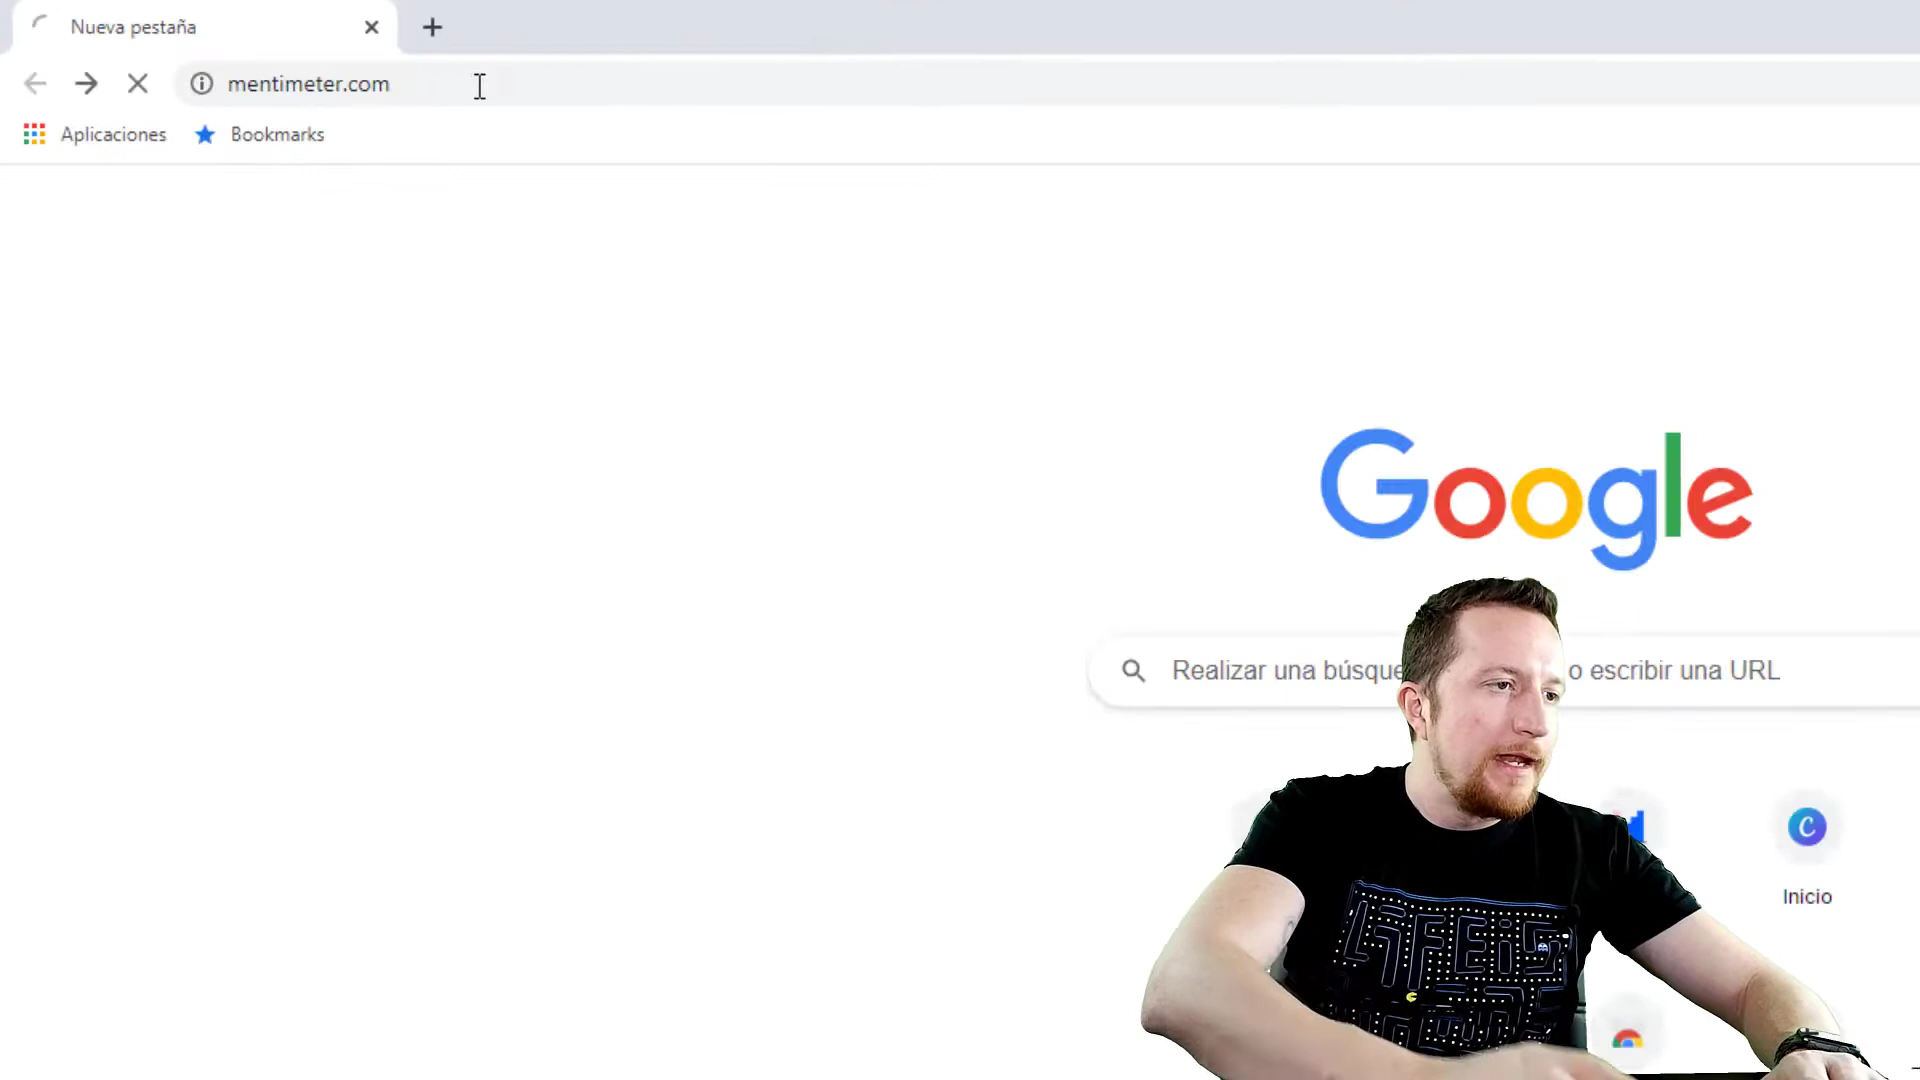 Nueva pestaña
mentimeter.com
Aplicaciones
Bookmarks
Google
Realizar una búsque
o escribir una URL
Inicio